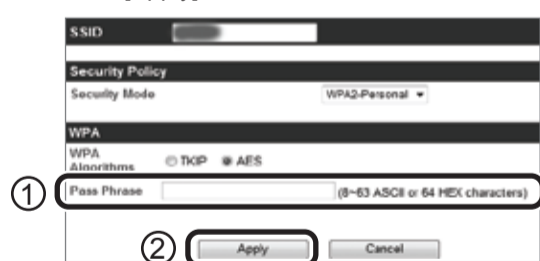 SSID
Security Policy
Security Mode WPA2-Personal
WPA
WPA Algorithms TKIP AES
① Pass Phrase (8~63 ASCII or 64 HEX characters)
② Apply Cancel